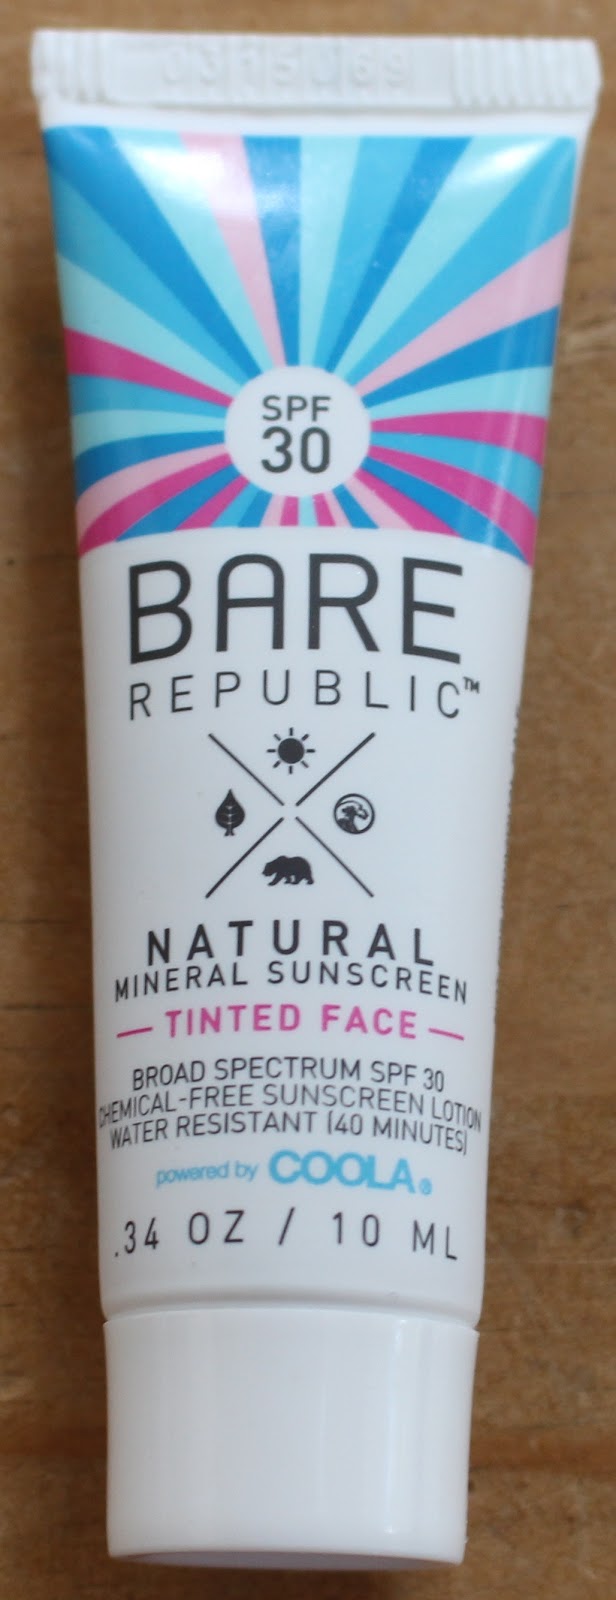 SPF
30
BARE
REPUBLIC™
NATURAL
MINERAL SUNSCREEN
— TINTED FACE —
BROAD SPECTRUM SPF 30
CHEMICAL-FREE SUNSCREEN LOTION
WATER RESISTANT (40 MINUTES)
powered by COOLA®
.34 OZ / 10 ML